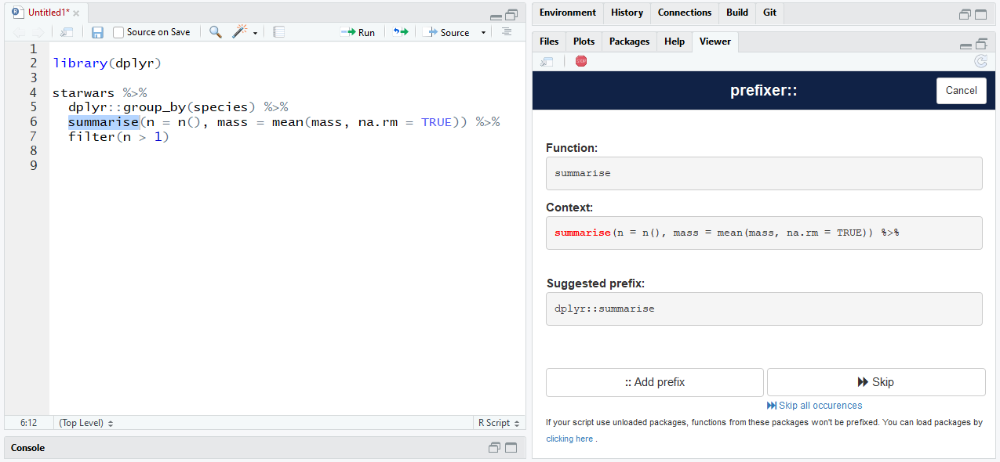 Untitled1*
Source on Save
Run
Source
1
2 library(dplyr)
3
4 starwars %>%
5 dplyr::group_by(species) %>%
6 summarise(n = n(), mass = mean(mass, na.rm = TRUE)) %>%
7 filter(n > 1)
8
9
6:12 (Top Level) R Script
Console
Environment History Connections Build Git
Files Plots Packages Help Viewer
STOP
prefixer::
Cancel
Function:
summarise
Context:
summarise(n = n(), mass = mean(mass, na.rm = TRUE)) %>%
Suggested prefix:
dplyr::summarise
:: Add prefix
Skip
Skip all occurences
If your script use unloaded packages, functions from these packages won't be prefixed. You can load packages by
clicking here .